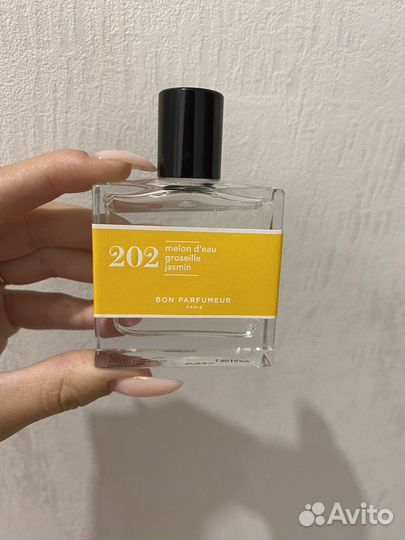 202
melon d'eau
groseille
jasmin
BON PARFUMEUR
PARIS
Avito